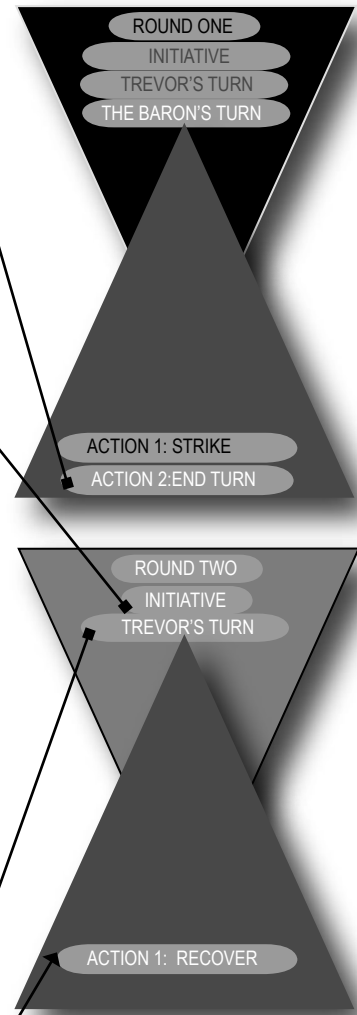 ROUND ONE
INITIATIVE
TREVOR'S TURN
THE BARON'S TURN
ACTION 1: STRIKE
ACTION 2:END TURN
ROUND TWO
INITIATIVE
TREVOR'S TURN
ACTION 1: RECOVER